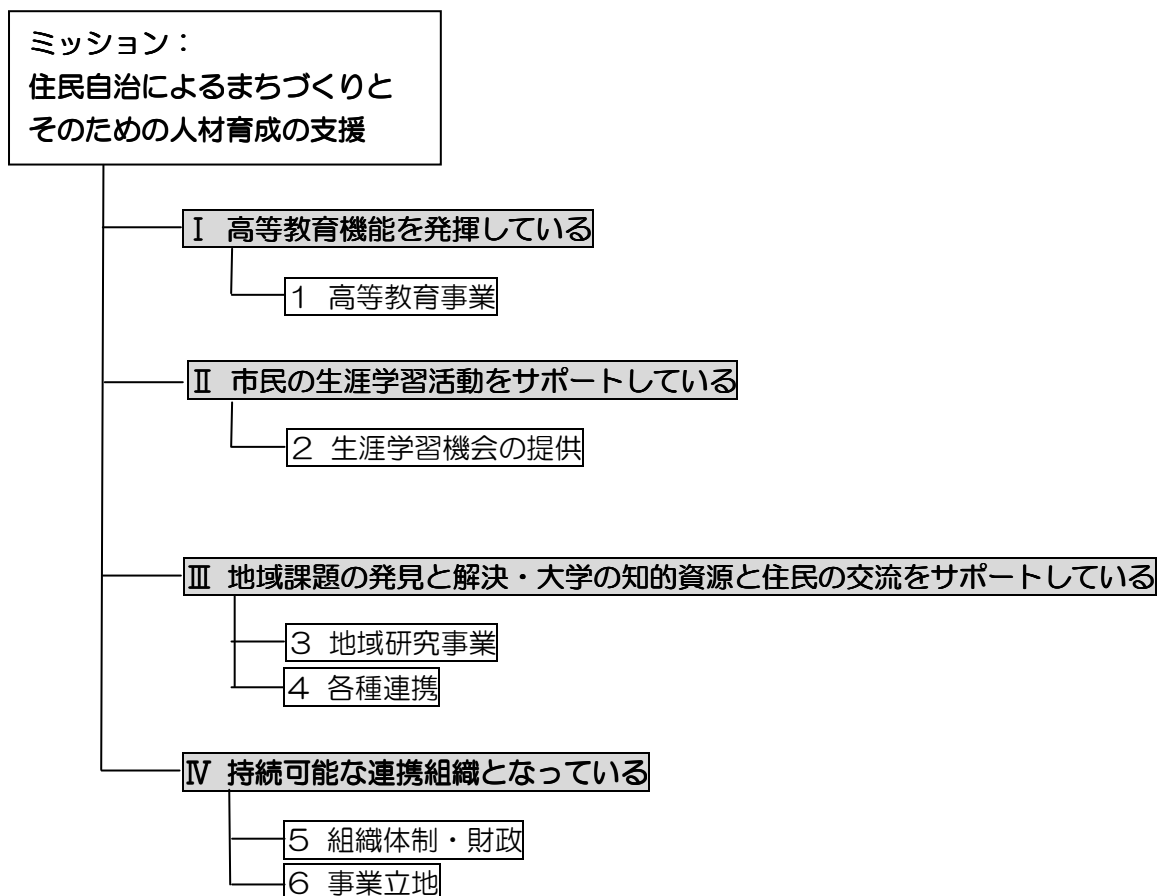 ミッション：
住民自治によるまちづくりと
そのための人材育成の支援
Ⅰ 高等教育機能を発揮している
１ 高等教育事業
Ⅱ 市民の生涯学習活動をサポートしている
２ 生涯学習機会の提供
Ⅲ 地域課題の発見と解決・大学の知的資源と住民の交流をサポートしている
３ 地域研究事業
４ 各種連携
Ⅳ 持続可能な連携組織となっている
５ 組織体制・財政
６ 事業立地